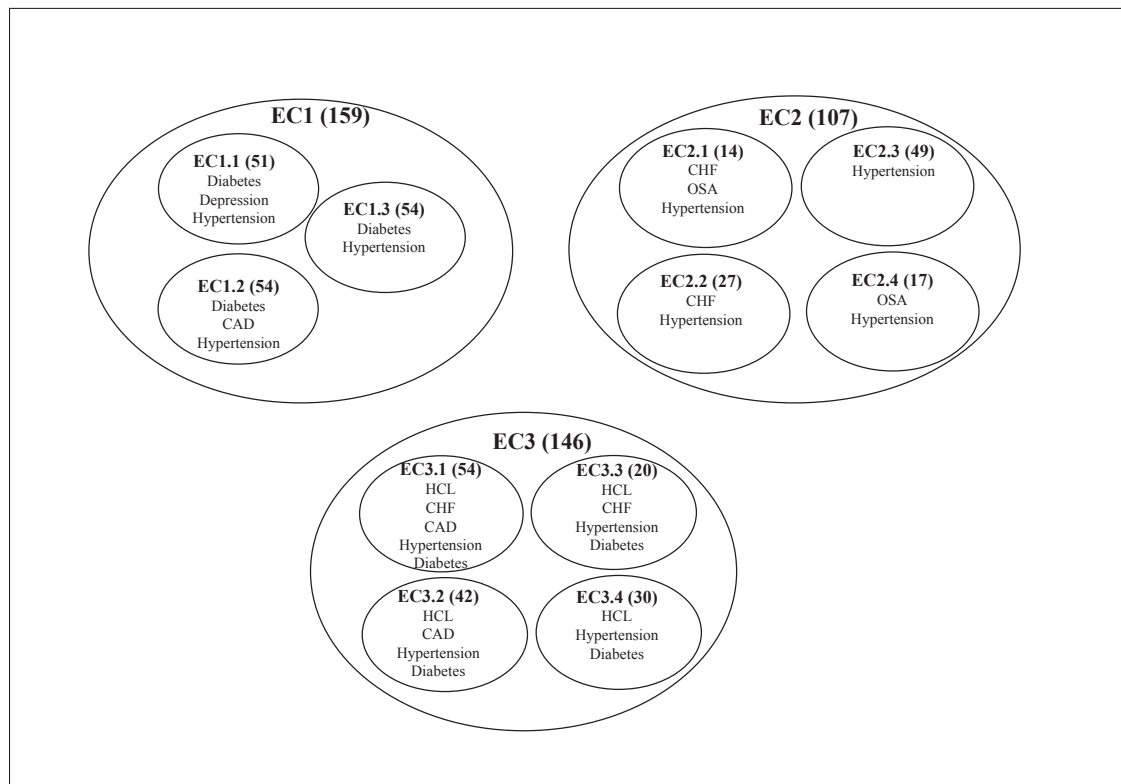 EC1 (159)
EC1.1 (51)
Diabetes
Depression
Hypertension
EC1.3 (54)
Diabetes
Hypertension
EC1.2 (54)
Diabetes
CAD
Hypertension
EC2 (107)
EC2.1 (14)
CHF
OSA
Hypertension
EC2.3 (49)
Hypertension
EC2.2 (27)
CHF
Hypertension
EC2.4 (17)
OSA
Hypertension
EC3 (146)
EC3.1 (54)
HCL
CHF
CAD
Hypertension
Diabetes
EC3.3 (20)
HCL
CHF
Hypertension
Diabetes
EC3.2 (42)
HCL
CAD
Hypertension
Diabetes
EC3.4 (30)
HCL
Hypertension
Diabetes